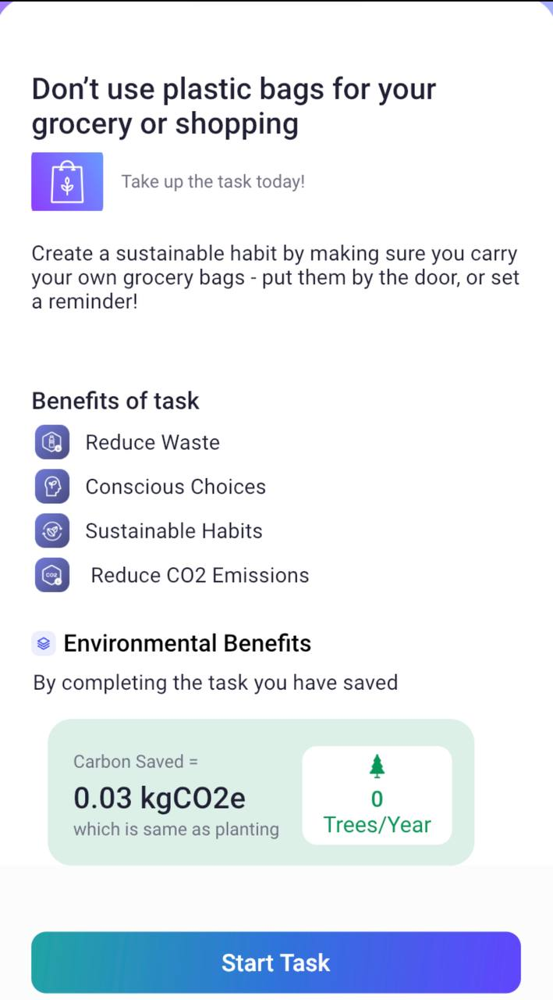 Don’t use plastic bags for your
grocery or shopping
Take up the task today!
Create a sustainable habit by making sure you carry
your own grocery bags - put them by the door, or set
a reminder!
Benefits of task
Reduce Waste
Conscious Choices
Sustainable Habits
CO2
Reduce CO2 Emissions
Environmental Benefits
By completing the task you have saved
Carbon Saved =
0.03 kgCO2e
which is same as planting
0
Trees/Year
Start Task